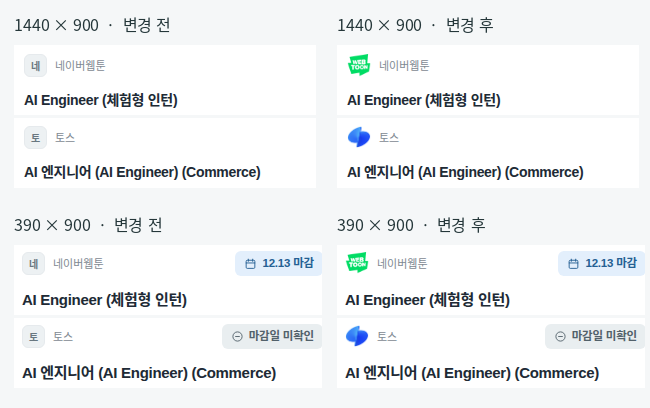 1440 × 900 · 변경 전
네 네이버웹툰
AI Engineer (체험형 인턴)
토 토스
AI 엔지니어 (AI Engineer) (Commerce)
1440 × 900 · 변경 후
WEB TOON 네이버웹툰
AI Engineer (체험형 인턴)
토스
AI 엔지니어 (AI Engineer) (Commerce)
390 × 900 · 변경 전
네 네이버웹툰 12.13 마감
AI Engineer (체험형 인턴)
토 토스 마감일 미확인
AI 엔지니어 (AI Engineer) (Commerce)
390 × 900 · 변경 후
WEB TOON 네이버웹툰 12.13 마감
AI Engineer (체험형 인턴)
토스 마감일 미확인
AI 엔지니어 (AI Engineer) (Commerce)